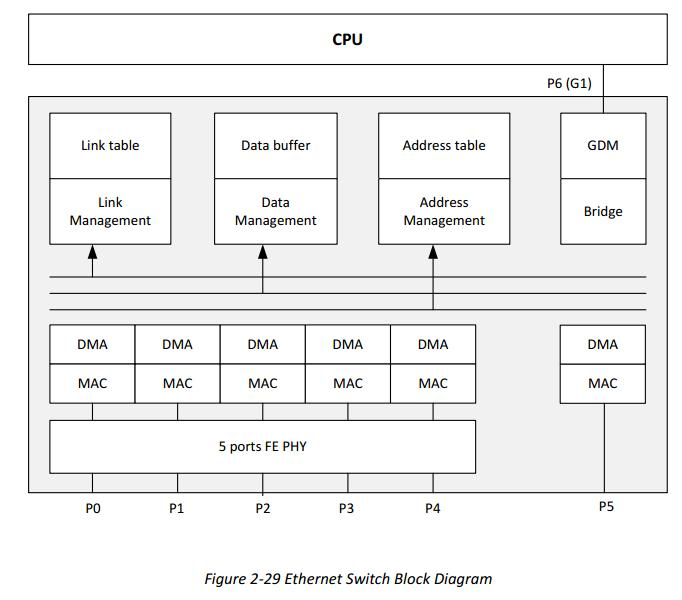 CPU
P6 (G1)
Link table
Data buffer
Address table
GDM
Link
Management
Data
Management
Address
Management
Bridge
DMA DMA DMA DMA DMA DMA
MAC MAC MAC MAC MAC MAC
5 ports FE PHY
P0 P1 P2 P3 P4 P5
Figure 2-29 Ethernet Switch Block Diagram